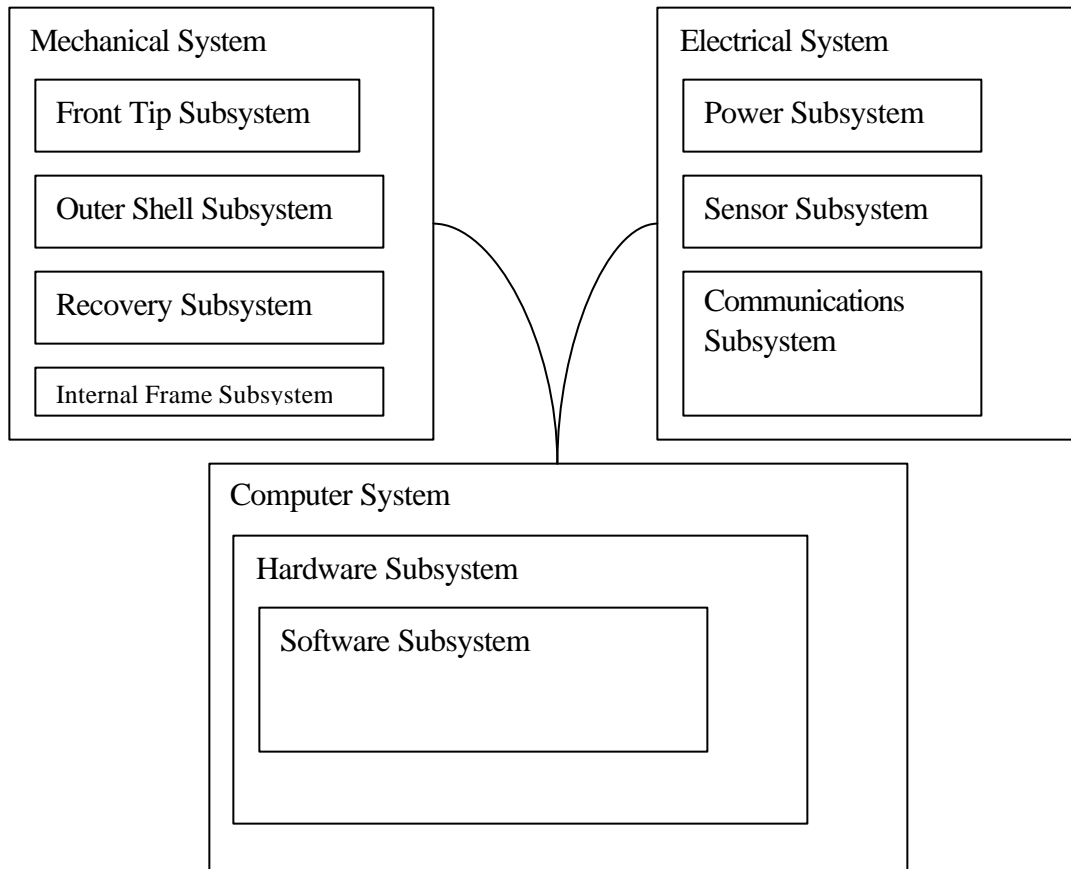 Mechanical System
Front Tip Subsystem
Outer Shell Subsystem
Recovery Subsystem
Internal Frame Subsystem
Electrical System
Power Subsystem
Sensor Subsystem
Communications
Subsystem
Computer System
Hardware Subsystem
Software Subsystem